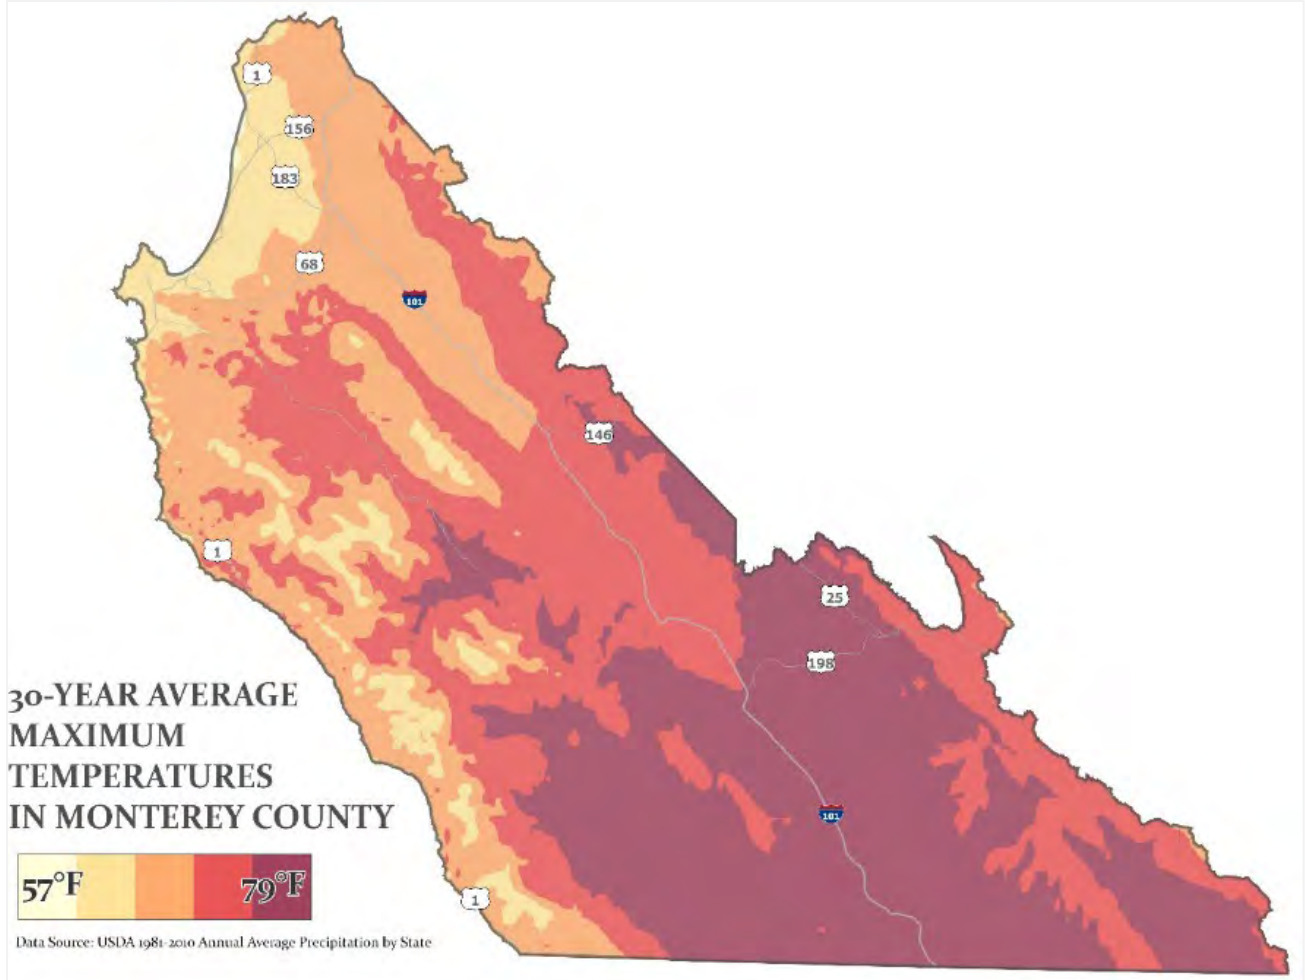 1
156
183
68
101
146
1
25
198
30-YEAR AVERAGE
MAXIMUM
TEMPERATURES
IN MONTEREY COUNTY
101
57°F 79°F
1
Data Source: USDA 1981-2010 Annual Average Precipitation by State